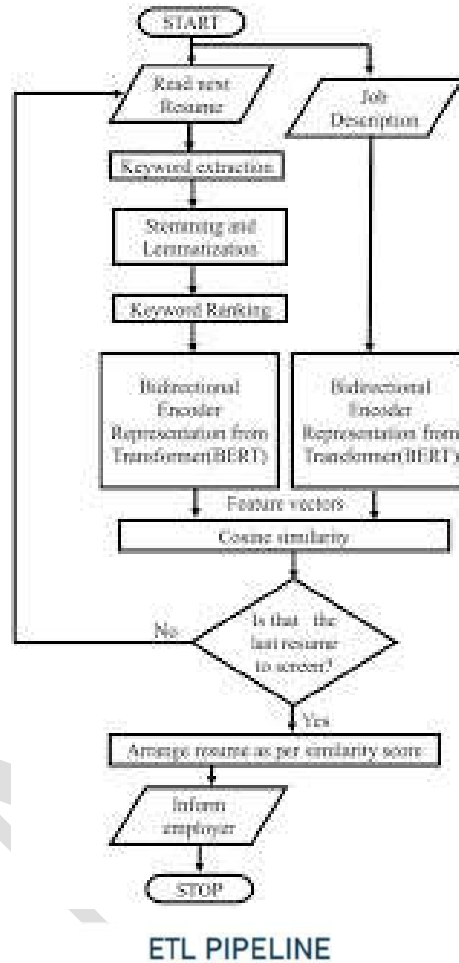 START
Read next
Resume
Job
Description
Keyword extraction
Stemming and
Lemmatization
Keyword Ranking
Bidirectional
Encoder
Representation from
Transformer(BERT)
Bidirectional
Encoder
Representation from
Transformer(BERT)
Feature vectors
Cosine similarity
Is that the
last resume
to screen?
No
Yes
Arrange resume as per similarity score
Inform
employer
STOP
ETL PIPELINE